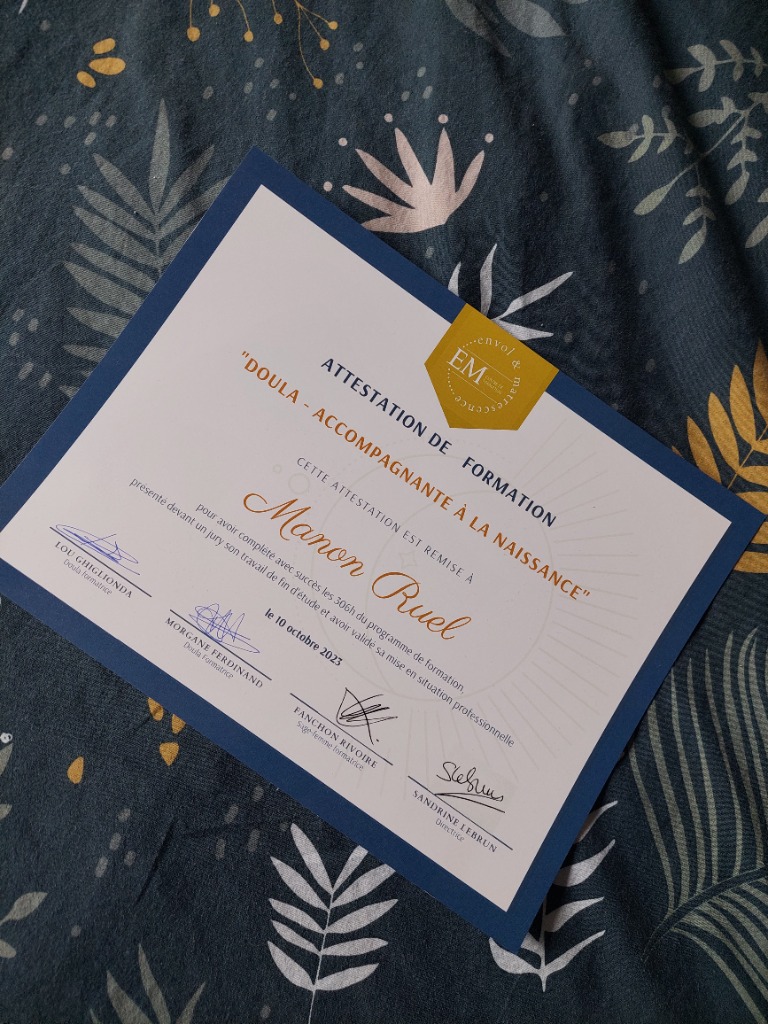 envol & matrescence
EM
ATTESTATION DE FORMATION
"DOULA - ACCOMPAGNANTE À LA NAISSANCE"
CETTE ATTESTATION EST REMISE À
Manon Ruel
pour avoir complété avec succès les 306h du programme de formation,
présenté devant un jury son travail de fin d'étude et avoir validé sa mise en situation professionnelle
le 10 octobre 2023
LOU GHIGLIONDA
Doula formatrice
MORGANE FERDINAND
Doula Formatrice
FANCHON RIVOIRE
Sage-femme formatrice
Slebrun
SANDRINE LEBRUN
Directrice